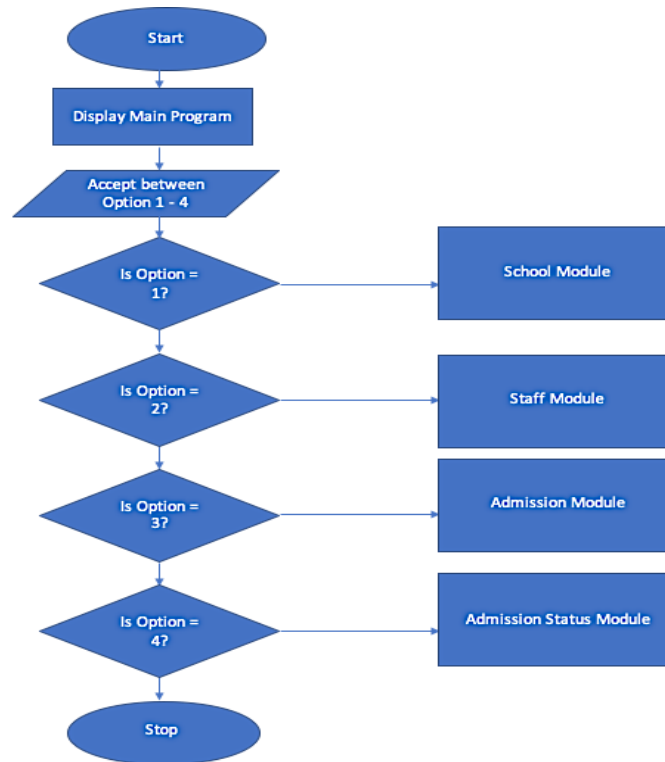 Start
Display Main Program
Accept between
Option 1 - 4
Is Option =
1?
School Module
Is Option =
2?
Staff Module
Is Option =
3?
Admission Module
Is Option =
4?
Admission Status Module
Stop